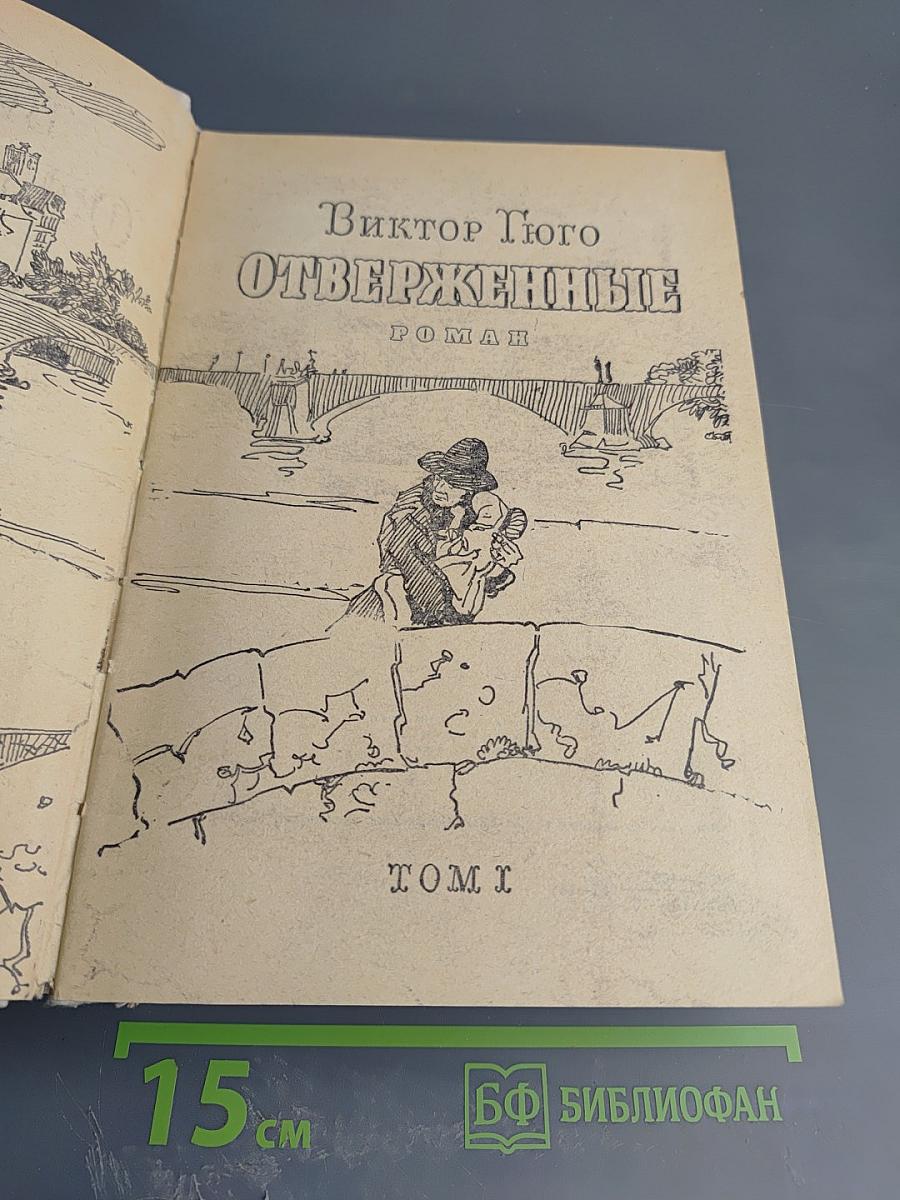 Виктор Гюго
ОТВЕРЖЕННЫЕ
РОМАН
ТОМ I
15 см
БФ БИБЛИОФАН